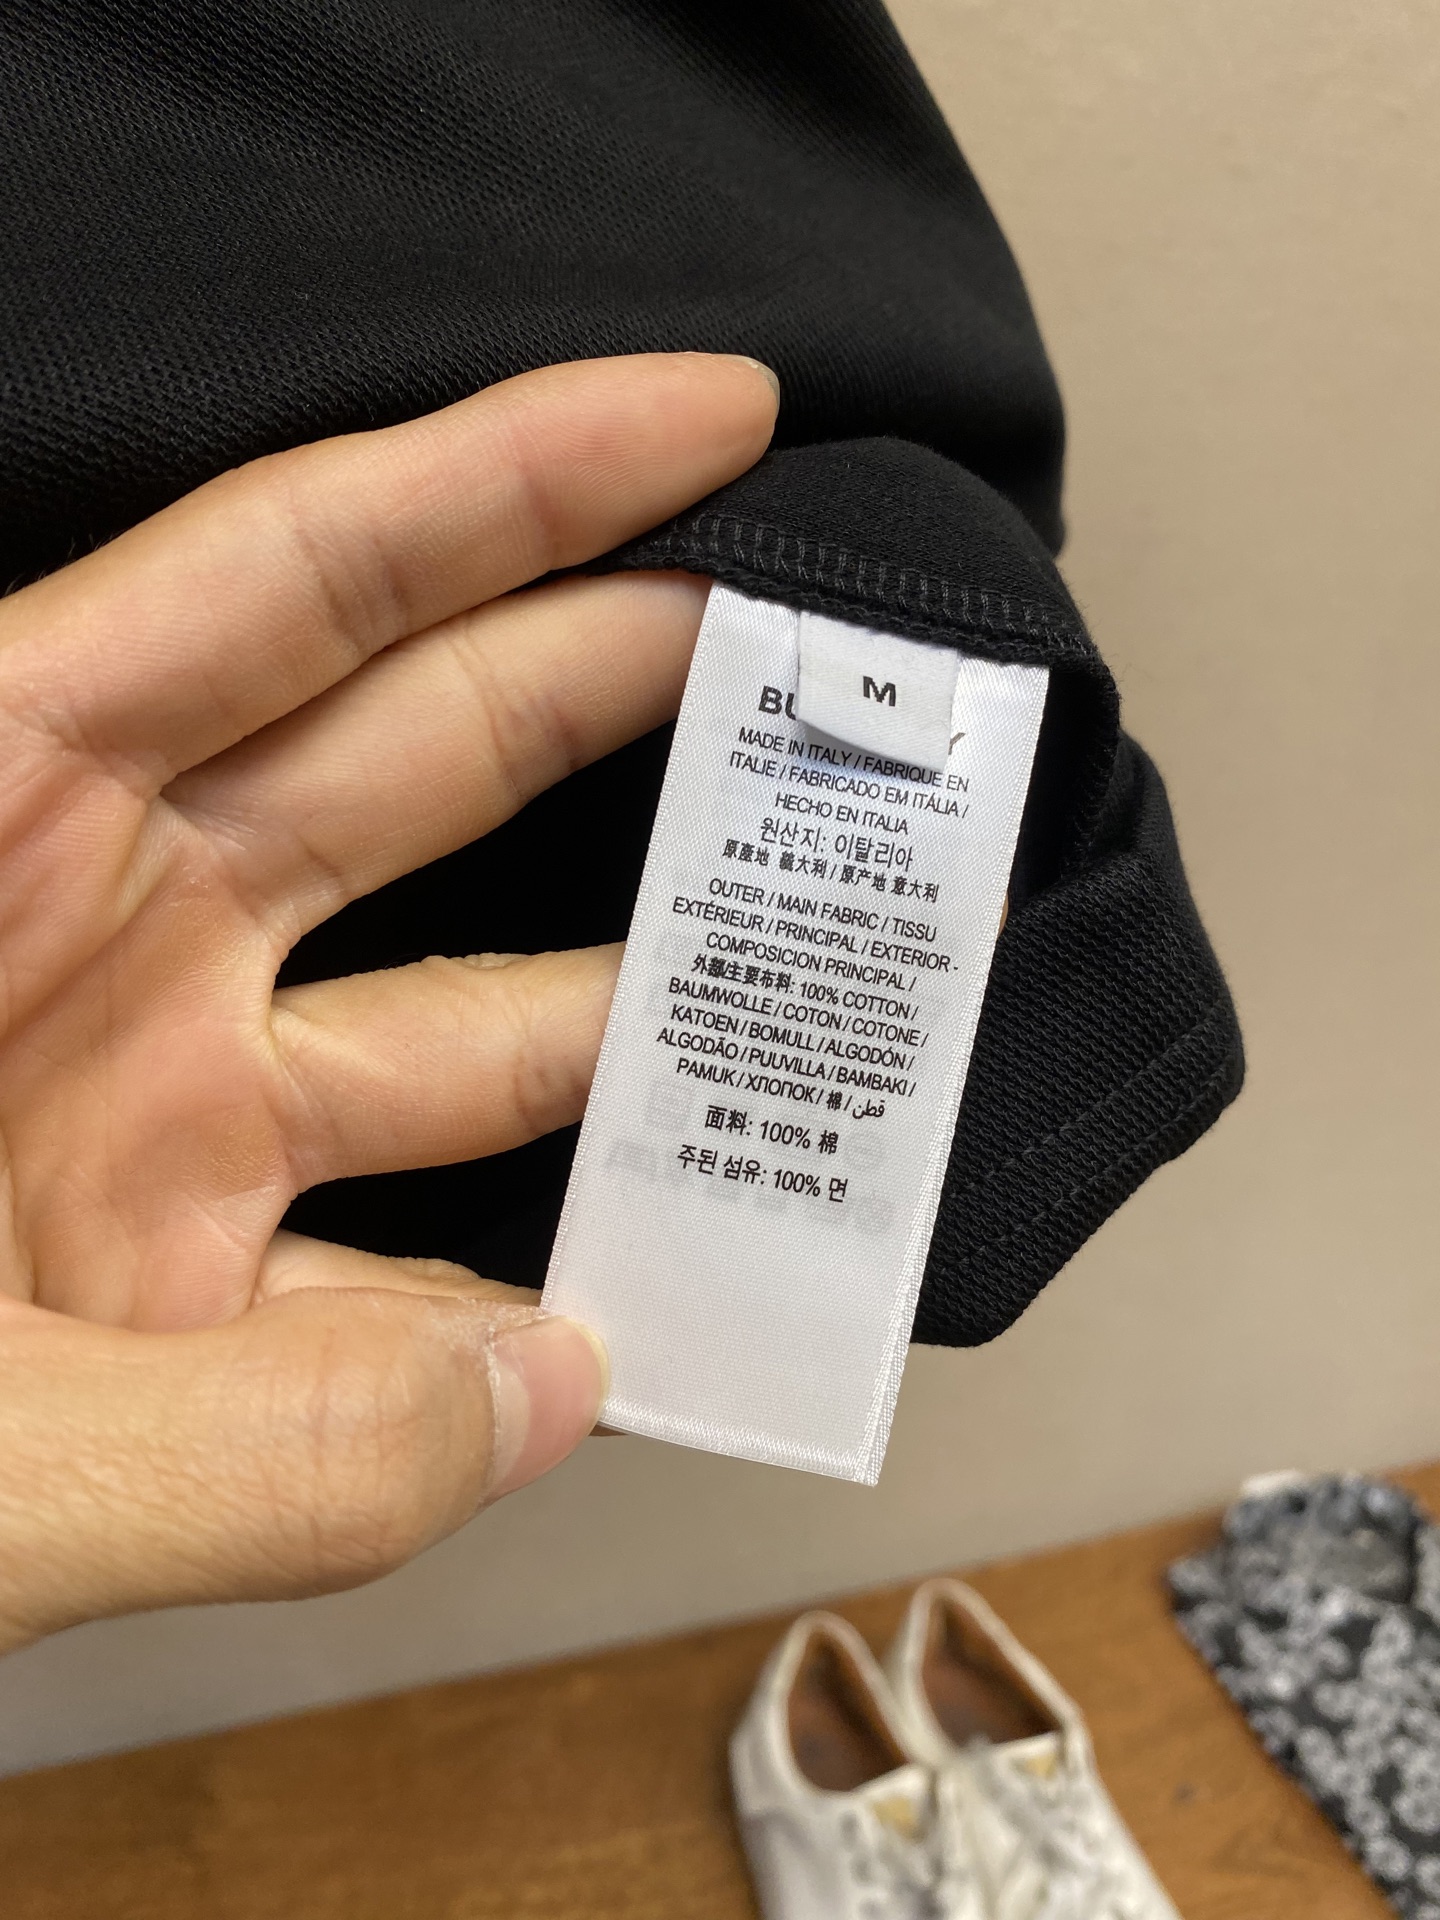 M
MADE IN ITALY / FABRIQUE EN
ITALIE / FABRICADO EM ITÁLIA /
HECHO EN ITALIA
원산지: 이탈리아
原產地 義大利 / 原产地 意大利
OUTER / MAIN FABRIC / TISSU
EXTÉRIEUR / PRINCIPAL / EXTERIOR -
COMPOSICION PRINCIPAL /
外部/主要布料: 100% COTTON /
BAUMWOLLE / COTON / COTONE /
KATOEN / BOMULL / ALGODÓN /
ALGODÃO / PUUVILLA / BAMBAKI /
PAMUK / ХЛОПОК / 棉 / قطن
面料: 100% 棉
주된 섬유: 100% 면